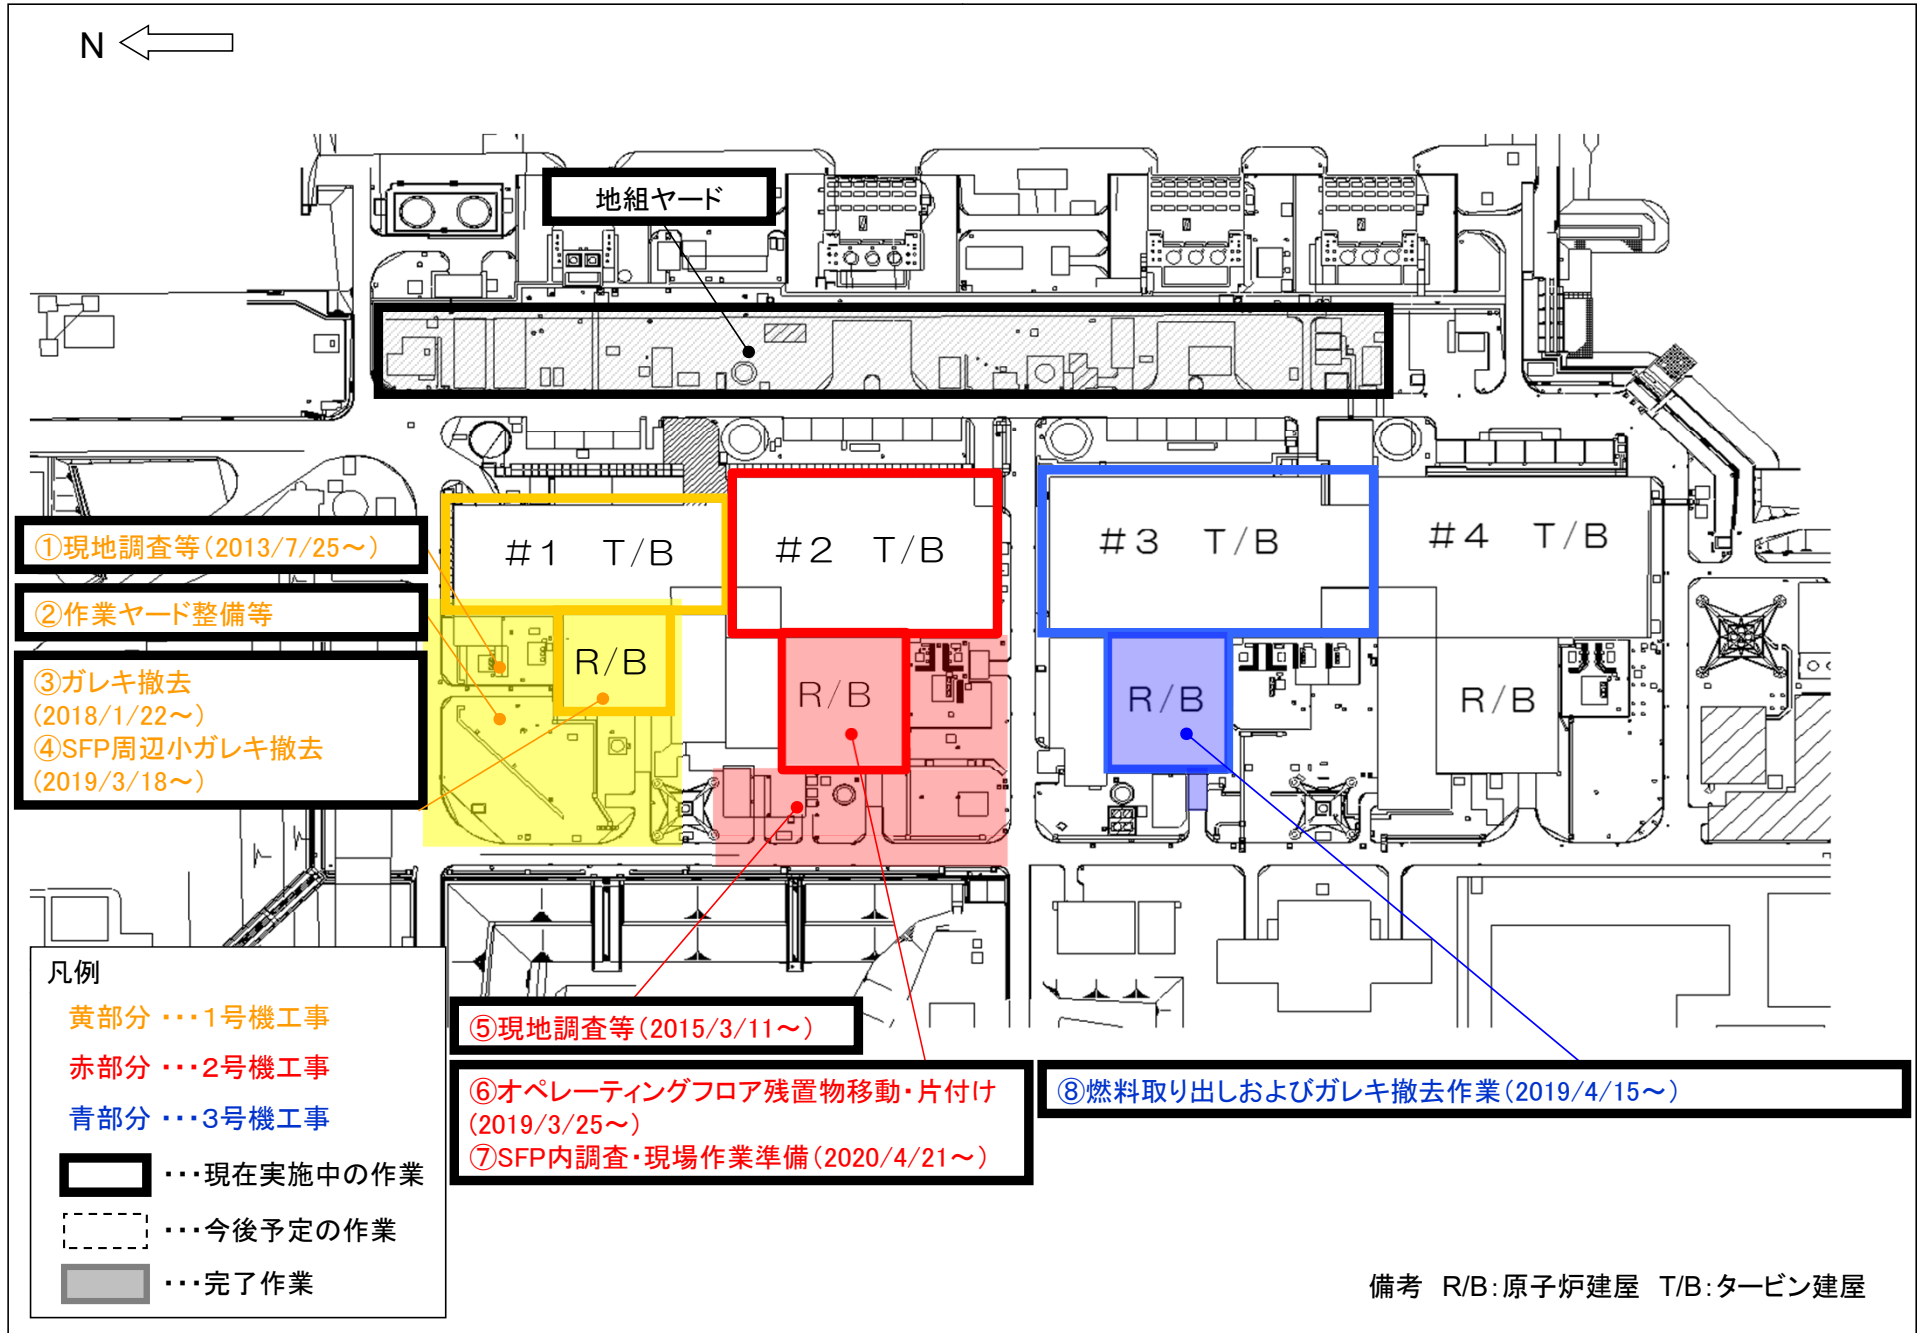 N
地組ヤード
①現地調査等(2013/7/25～)
②作業ヤード整備等
③ガレキ撤去
(2018/1/22～)
④SFP周辺小ガレキ撤去
(2019/3/18～)
#1 T/B
#2 T/B
#3 T/B
#4 T/B
R/B
R/B
R/B
R/B
⑤現地調査等(2015/3/11～)
⑥オペレーティングフロア残置物移動・片付け
(2019/3/25～)
⑦SFP内調査・現場作業準備(2020/4/21～)
⑧燃料取り出しおよびガレキ撤去作業(2019/4/15～)
凡例
黄部分 ・・・1号機工事
赤部分 ・・・2号機工事
青部分 ・・・3号機工事
・・・現在実施中の作業
・・・今後予定の作業
・・・完了作業
備考 R/B:原子炉建屋 T/B:タービン建屋